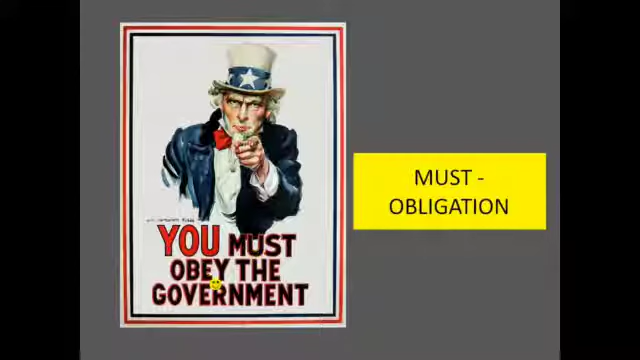 YOU MUST
OBEY THE
GOVERNMENT
MUST -
OBLIGATION